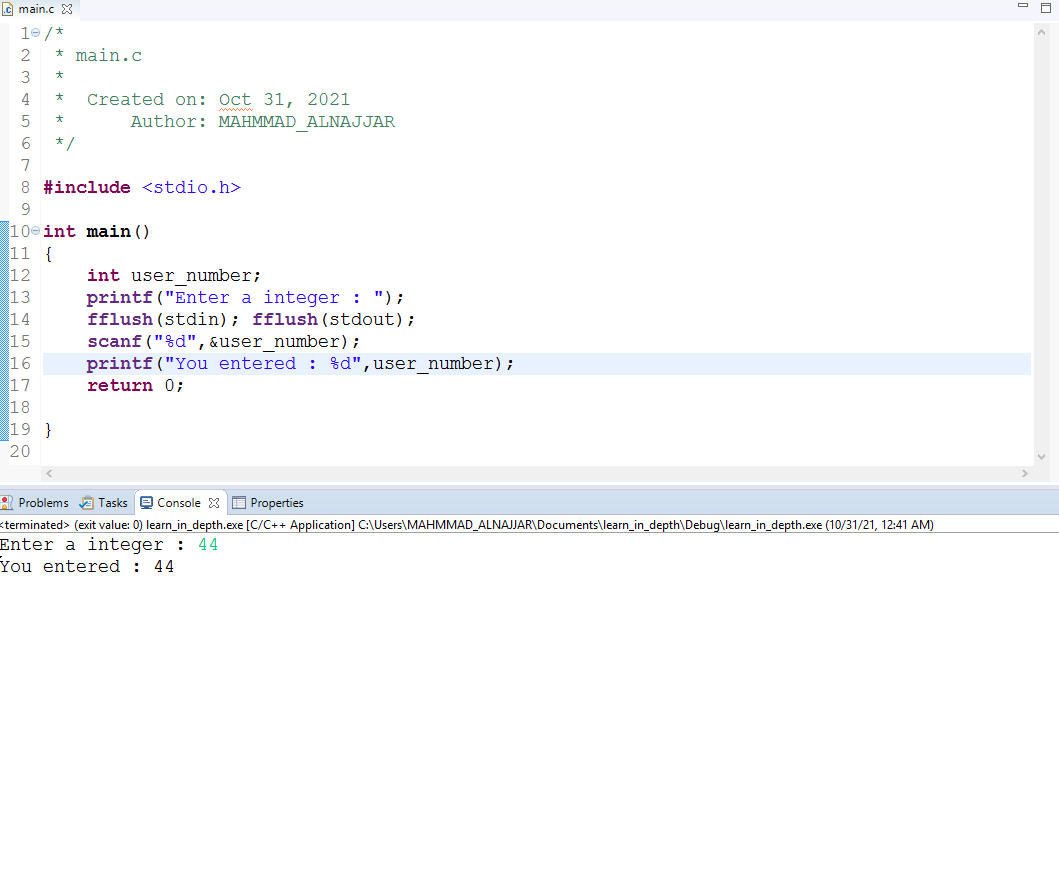 main.c
1 /*
2  * main.c
3  *
4  *  Created on: Oct 31, 2021
5  *      Author: MAHMMAD_ALNAJJAR
6  */
7
8 #include <stdio.h>
9
10 int main()
11 {
12     int user_number;
13     printf("Enter a integer : ");
14     fflush(stdin); fflush(stdout);
15     scanf("%d",&user_number);
16     printf("You entered : %d",user_number);
17     return 0;
18
19 }
20
Problems Tasks Console Properties
<terminated> (exit value: 0) learn_in_depth.exe [C/C++ Application] C:\Users\MAHMMAD_ALNAJJAR\Documents\learn_in_depth\Debug\learn_in_depth.exe (10/31/21, 12:41 AM)
Enter a integer : 44
You entered : 44